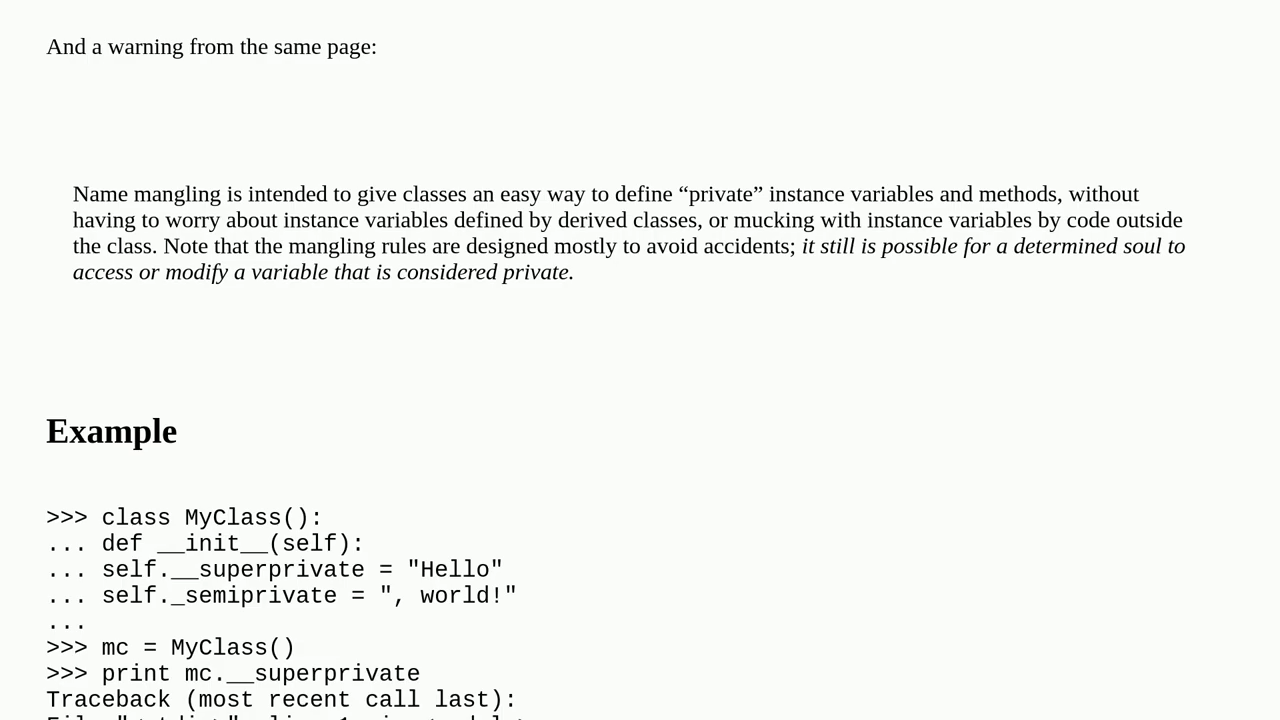 And a warning from the same page:
Name mangling is intended to give classes an easy way to define “private” instance variables and methods, without
having to worry about instance variables defined by derived classes, or mucking with instance variables by code outside
the class. Note that the mangling rules are designed mostly to avoid accidents; it still is possible for a determined soul to
access or modify a variable that is considered private.
Example
>>> class MyClass():
... def __init__(self):
... self.__superprivate = "Hello"
... self._semiprivate = ", world!"
...
>>> mc = MyClass()
>>> print mc.__superprivate
Traceback (most recent call last):